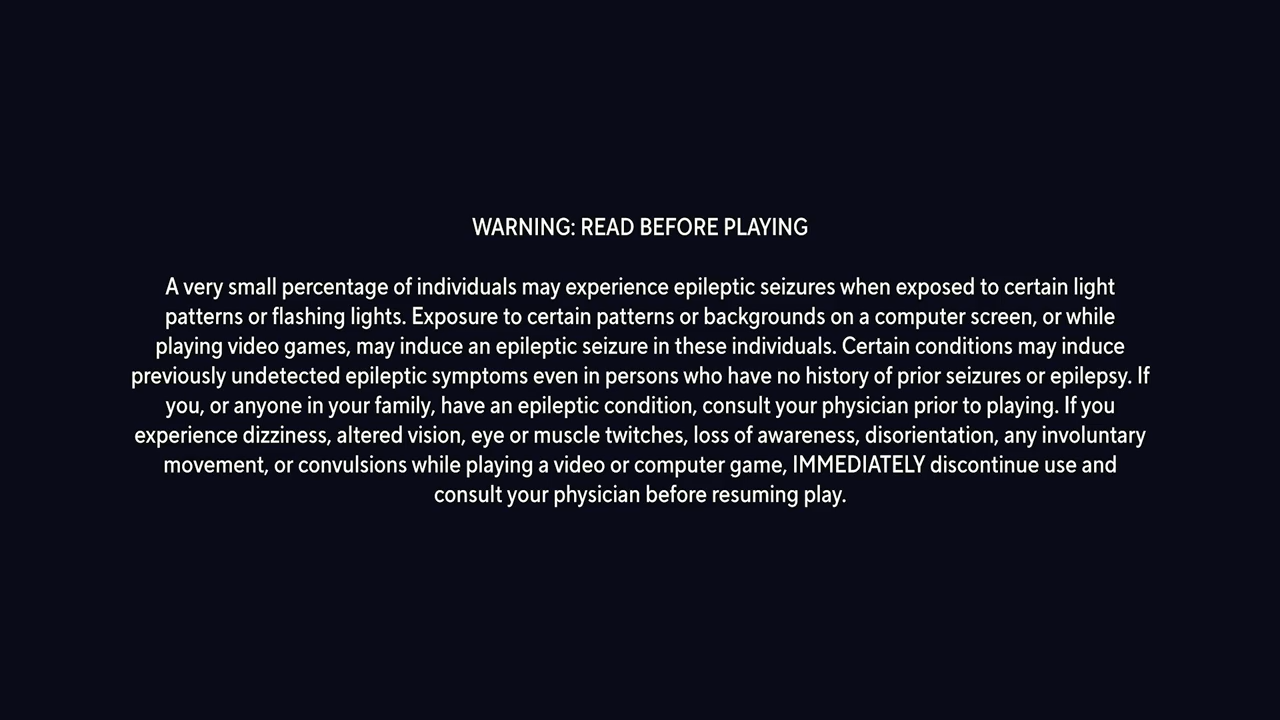 WARNING: READ BEFORE PLAYING
A very small percentage of individuals may experience epileptic seizures when exposed to certain light
patterns or flashing lights. Exposure to certain patterns or backgrounds on a computer screen, or while
playing video games, may induce an epileptic seizure in these individuals. Certain conditions may induce
previously undetected epileptic symptoms even in persons who have no history of prior seizures or epilepsy. If
you, or anyone in your family, have an epileptic condition, consult your physician prior to playing. If you
experience dizziness, altered vision, eye or muscle twitches, loss of awareness, disorientation, any involuntary
movement, or convulsions while playing a video or computer game, IMMEDIATELY discontinue use and
consult your physician before resuming play.